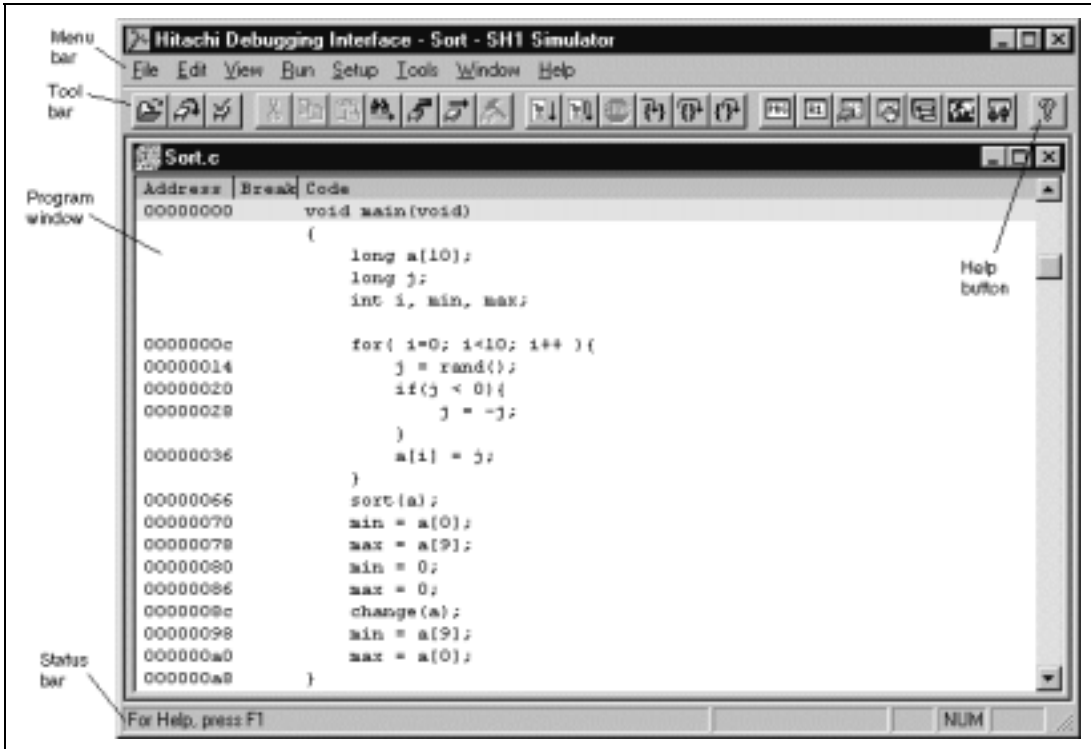 Menu bar
Tool bar
Program window
Help button
Status bar
Hitachi Debugging Interface - Sort - SH1 Simulator
File Edit View Run Setup Tools Window Help
Sort.c
Address Break Code
00000000 void main(void)
{
long a[10];
long j;
int i, min, max;
0000000c for( i=0; i<10; i++ ){
00000014 j = rand();
00000020 if(j < 0){
00000028 j = -j;
}
00000036 a[i] = j;
}
00000066 sort(a);
00000070 min = a[0];
00000078 max = a[9];
00000080 min = 0;
00000086 max = 0;
0000008c change(a);
00000098 min = a[9];
000000a0 max = a[0];
000000a8 }
For Help, press F1
NUM